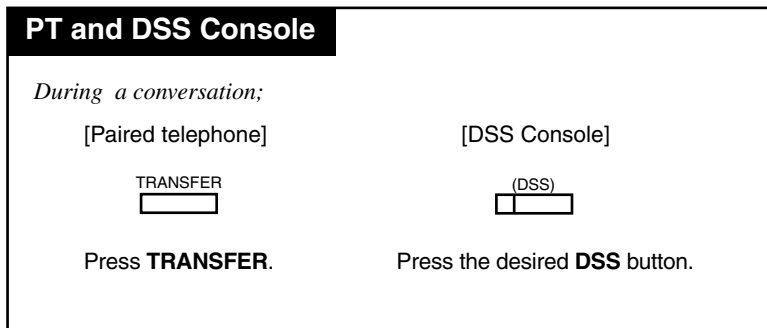 PT and DSS Console
During a conversation;
[Paired telephone] [DSS Console]
TRANSFER (DSS)
Press TRANSFER. Press the desired DSS button.